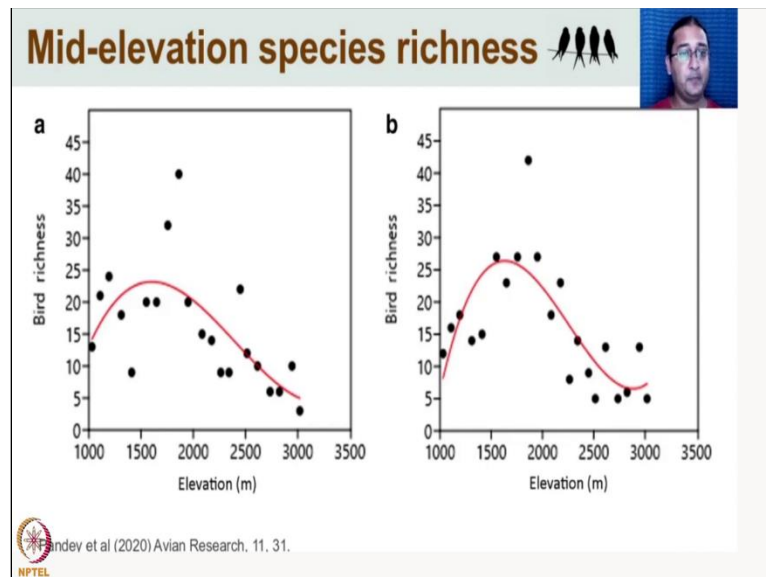 Mid-elevation species richness
a
45
40
35
30
25
20
15
10
5
0
Bird richness
1000 1500 2000 2500 3000 3500
Elevation (m)
b
45
40
35
30
25
20
15
10
5
0
Bird richness
1000 1500 2000 2500 3000 3500
Elevation (m)
et al (2020) Avian Research, 11, 31.
NPTEL